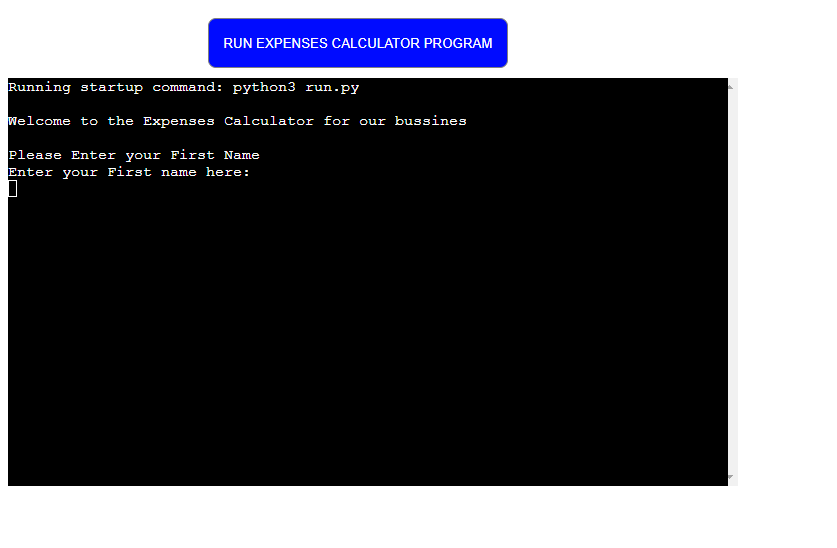 RUN EXPENSES CALCULATOR PROGRAM
Running startup command: python3 run.py
Welcome to the Expenses Calculator for our bussines
Please Enter your First Name
Enter your First name here: